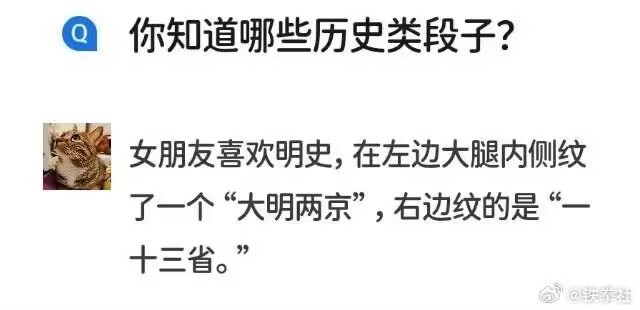 Q
你知道哪些历史类段子？
女朋友喜欢明史，在左边大腿内侧纹
了一个“大明两京”，右边纹的是“一
十三省。”
@铁拳社